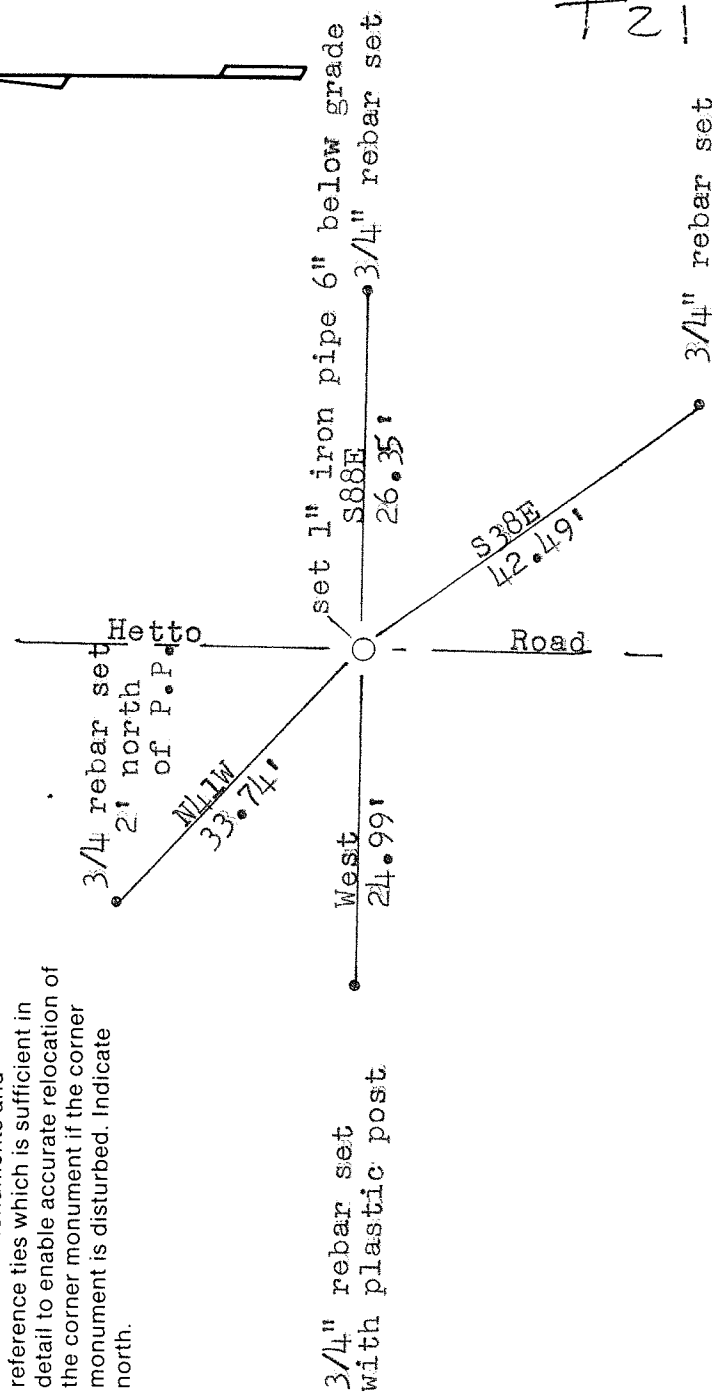 T21
reference ties which is sufficient in
detail to enable accurate relocation of
the corner monument if the corner
monument is disturbed. Indicate
north.
3/4 rebar set
2' north
of P.P.
N41W
33.74'
Hetto
Road
set 1" iron pipe 6" below grade
S88E
26.35'
3/4" rebar set
S38E
42.49'
3/4" rebar set
West
24.99'
3/4" rebar set
with plastic post